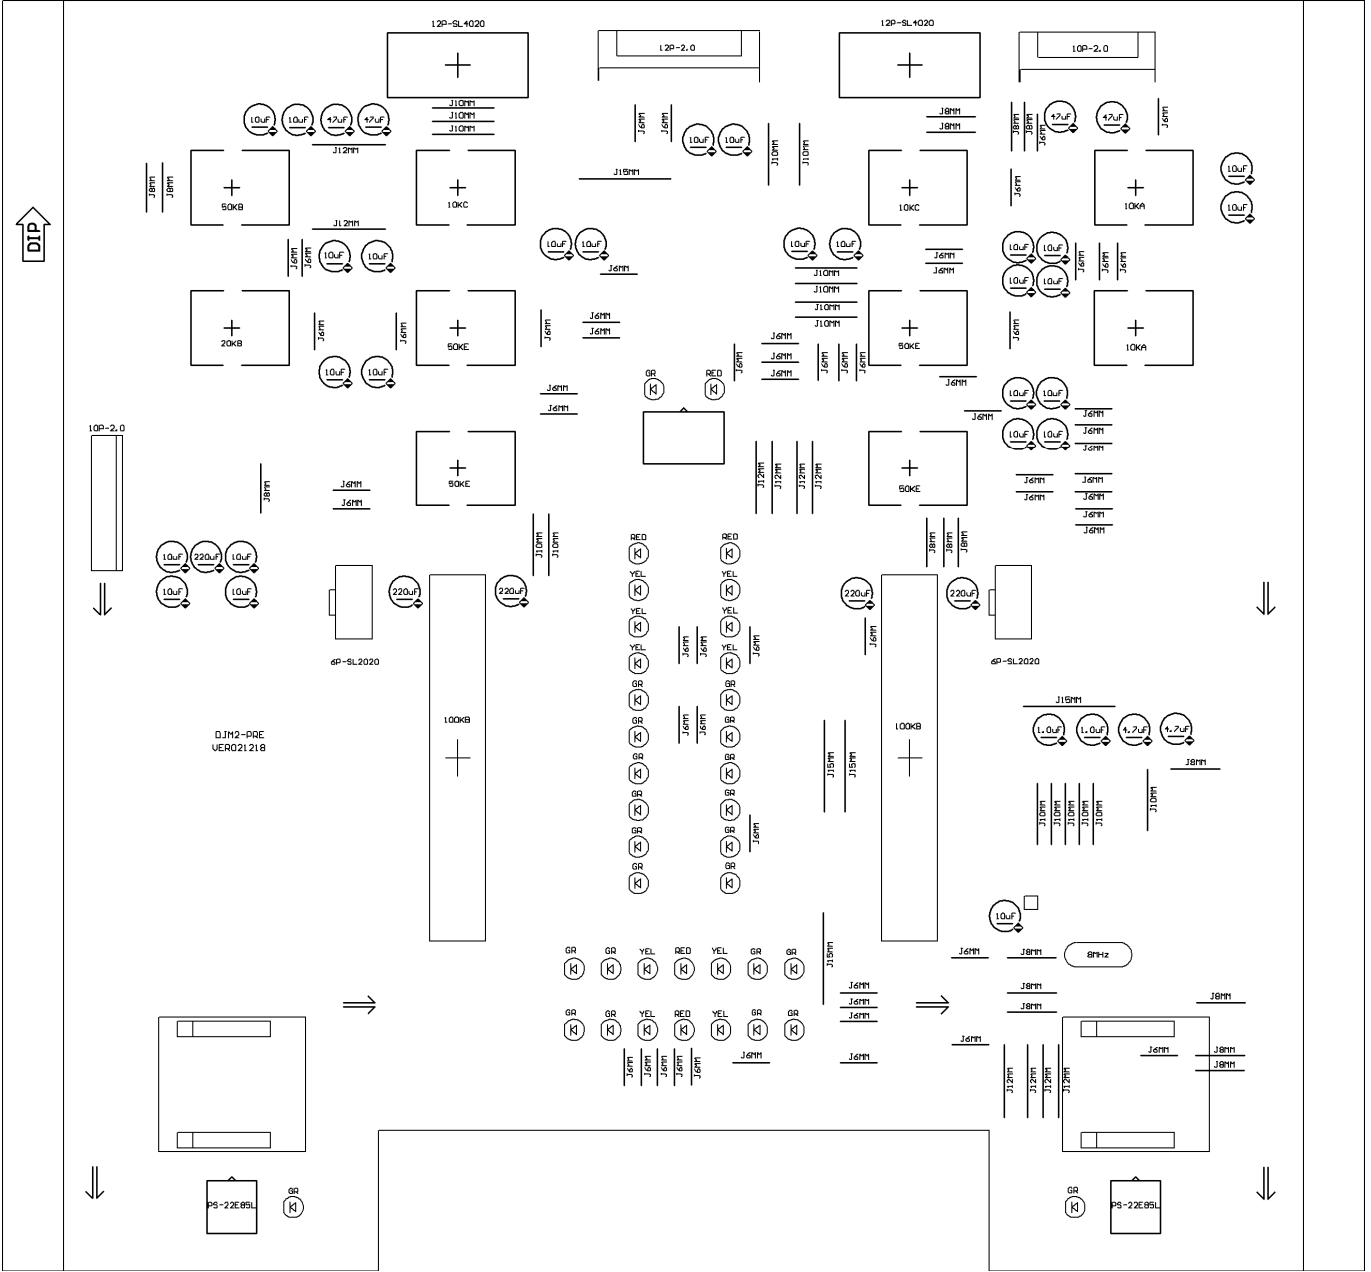 12P-SL4020
12P-2.0
12P-SL4020
10P-2.0
10uF
10uF
47uF
47uF
J10MM
J10MM
J10MM
J12MM
J6MM
J6MM
10uF
10uF
J10MM
J10MM
J15MM
J8MM
J8MM
J8MM
J8MM
J6MM
47uF
47uF
J6MM
J8MM
J8MM
50KB
10KC
10KC
J6MM
10KA
10uF
10uF
DIP
J12MM
J6MM
J6MM
10uF
10uF
10uF
10uF
J6MM
10uF
10uF
J10MM
J10MM
J10MM
J10MM
J6MM
J6MM
10uF
10uF
10uF
10uF
J6MM
J6MM
J6MM
20KB
J6MM
J6MM
50KE
J6MM
J6MM
J6MM
J6MM
J6MM
J6MM
J6MM
J6MM
J6MM
J6MM
50KE
J6MM
10KA
10uF
10uF
GR
RED
J6MM
J6MM
J6MM
J6MM
10uF
10uF
10uF
10uF
J6MM
J6MM
J6MM
10P-2.0
J8MM
J6MM
J6MM
50KE
J12MM
J12MM
J12MM
J12MM
50KE
J6MM
J6MM
J6MM
J6MM
J6MM
J6MM
J10MM
J10MM
J8MM
J8MM
J8MM
10uF
220uF
10uF
10uF
10uF
220uF
220uF
220uF
220uF
6P-SL2020
6P-SL2020
RED
RED
YEL
YEL
YEL
YEL
YEL
YEL
GR
GR
GR
GR
GR
GR
GR
GR
GR
GR
GR
GR
J6MM
J6MM
J6MM
J6MM
J6MM
J6MM
J6MM
DJM2-PRE
VER021218
100KB
100KB
J15MM
J15MM
J15MM
1.0uF
1.0uF
4.7uF
4.7uF
J8MM
J10MM
J10MM
J10MM
J10MM
J10MM
J10MM
10uF
8MHz
J15MM
J6MM
J8MM
GR
GR
YEL
RED
YEL
GR
GR
J6MM
J6MM
J6MM
J8MM
J8MM
J8MM
GR
GR
YEL
RED
YEL
GR
GR
J6MM
J6MM
J6MM
J6MM
J6MM
J6MM
J6MM
J6MM
J6MM
J8MM
J8MM
J12MM
J12MM
J12MM
J12MM
PS-22E85L
GR
GR
PS-22E85L